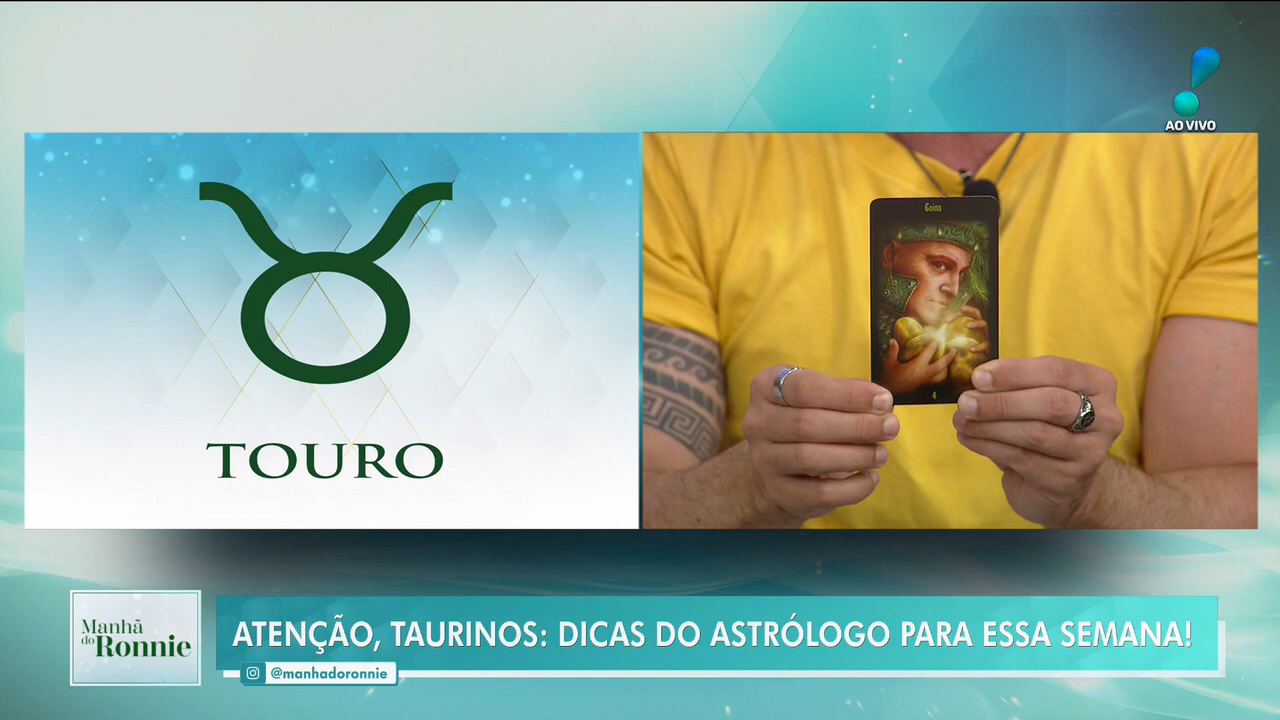 AO VIVO
TOURO
Coins
4
Manhã
do Ronnie
ATENÇÃO, TAURINOS: DICAS DO ASTRÓLOGO PARA ESSA SEMANA!
@manhadoronnie